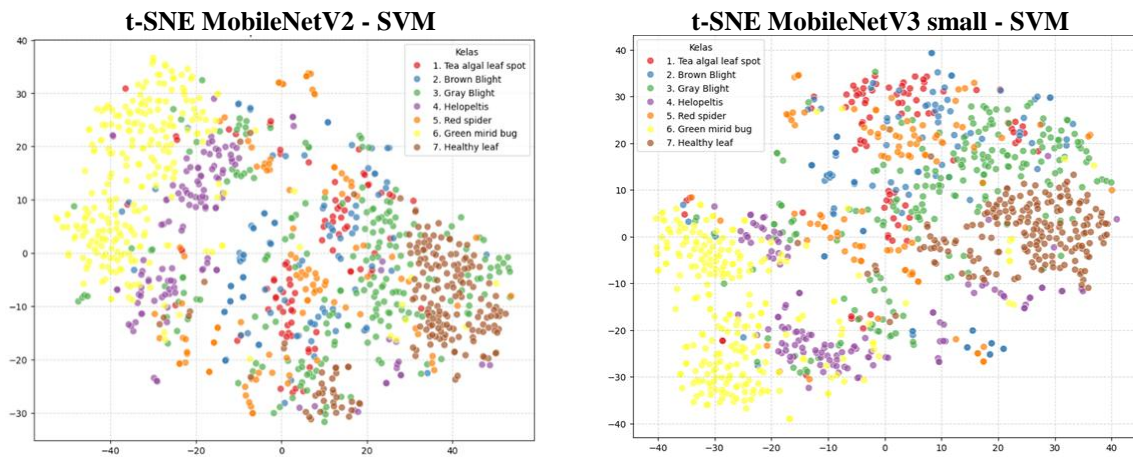 t-SNE MobileNetV2 - SVM
40
30
20
10
0
−10
−20
−30
−40
−20
0
20
40
Kelas
1. Tea algal leaf spot
2. Brown Blight
3. Gray Blight
4. Helopeltis
5. Red spider
6. Green mirid bug
7. Healthy leaf
t-SNE MobileNetV3 small - SVM
40
30
20
10
0
−10
−20
−30
−40
−40
−30
−20
−10
0
10
20
30
40
Kelas
1. Tea algal leaf spot
2. Brown Blight
3. Gray Blight
4. Helopeltis
5. Red spider
6. Green mirid bug
7. Healthy leaf